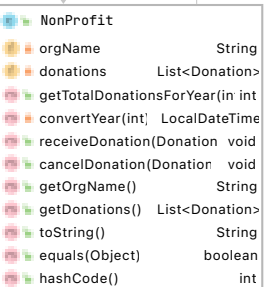 NonProfit
orgName String
donations List<Donation>
getTotalDonationsForYear(in int
convertYear(int) LocalDateTime
receiveDonation(Donation void
cancelDonation(Donation void
getOrgName() String
getDonations() List<Donation>
toString() String
equals(Object) boolean
hashCode() int